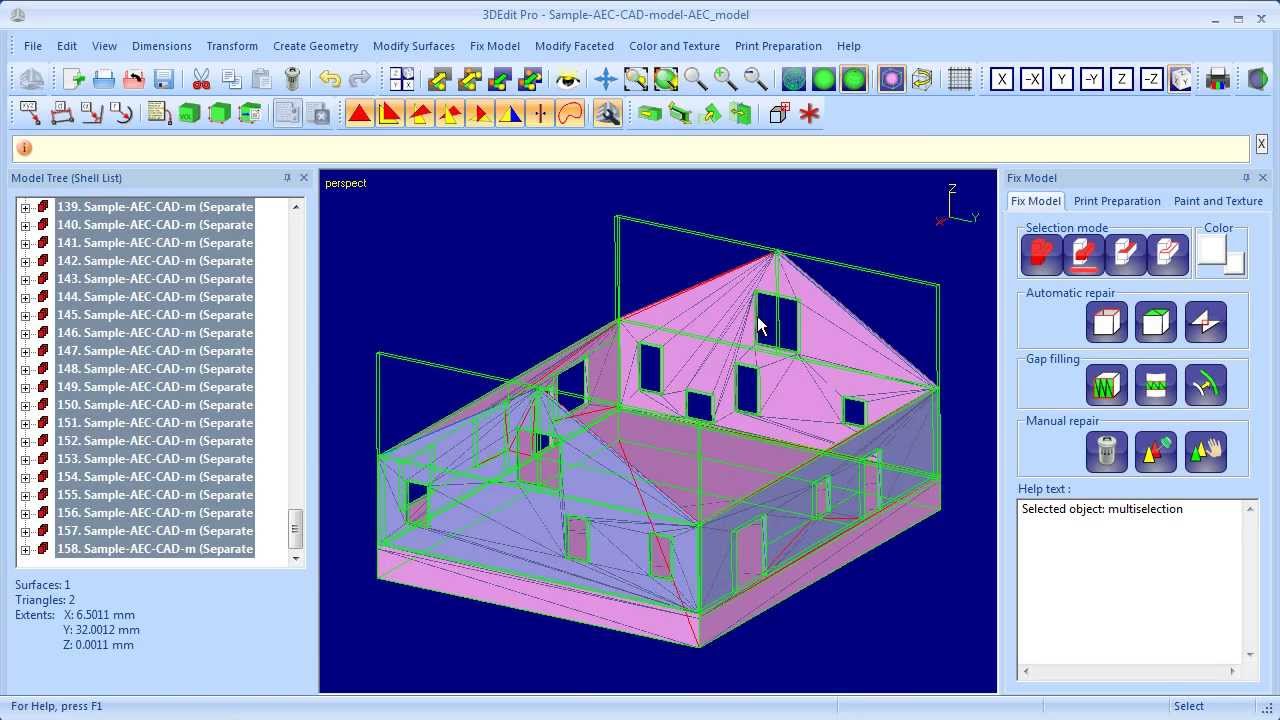 3DEdit Pro - Sample-AEC-CAD-model-AEC_model
File Edit View Dimensions Transform Create Geometry Modify Surfaces Fix Model Modify Faceted Color and Texture Print Preparation Help
X -X Y -Y Z -Z
X
Model Tree (Shell List)
139. Sample-AEC-CAD-m (Separate
140. Sample-AEC-CAD-m (Separate
141. Sample-AEC-CAD-m (Separate
142. Sample-AEC-CAD-m (Separate
143. Sample-AEC-CAD-m (Separate
144. Sample-AEC-CAD-m (Separate
145. Sample-AEC-CAD-m (Separate
146. Sample-AEC-CAD-m (Separate
147. Sample-AEC-CAD-m (Separate
148. Sample-AEC-CAD-m (Separate
149. Sample-AEC-CAD-m (Separate
150. Sample-AEC-CAD-m (Separate
151. Sample-AEC-CAD-m (Separate
152. Sample-AEC-CAD-m (Separate
153. Sample-AEC-CAD-m (Separate
154. Sample-AEC-CAD-m (Separate
155. Sample-AEC-CAD-m (Separate
156. Sample-AEC-CAD-m (Separate
157. Sample-AEC-CAD-m (Separate
158. Sample-AEC-CAD-m (Separate
Surfaces: 1
Triangles: 2
Extents: X: 6.5011 mm
Y: 32.0012 mm
Z: 0.0011 mm
perspect
Z
X Y
Fix Model
Fix Model Print Preparation Paint and Texture
Selection mode Color
Automatic repair
Gap filling
Manual repair
Help text :
Selected object: multiselection
For Help, press F1
Select